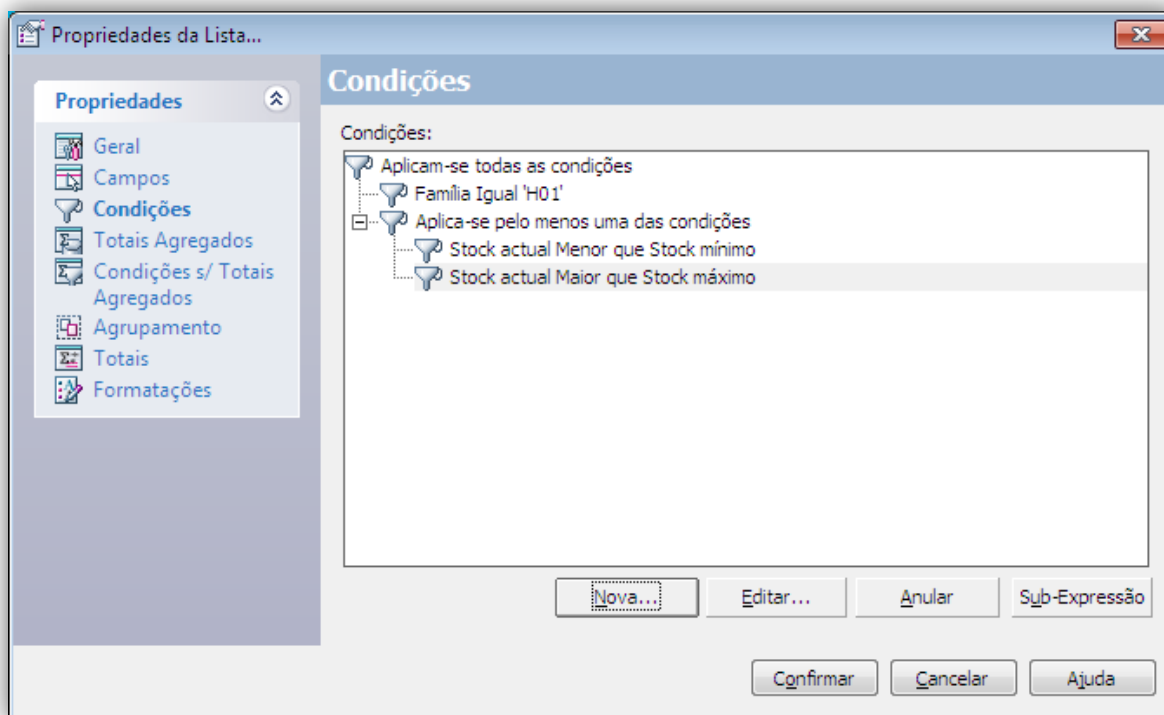 Propriedades da Lista...
Propriedades
Geral
Campos
Condições
Totais Agregados
Condições s/ Totais
Agregados
Agrupamento
Totais
Formatações
Condições
Condições:
Aplicam-se todas as condições
Família Igual 'H01'
Aplica-se pelo menos uma das condições
Stock actual Menor que Stock mínimo
Stock actual Maior que Stock máximo
Nova...
Editar...
Anular
Sub-Expressão
Confirmar
Cancelar
Ajuda